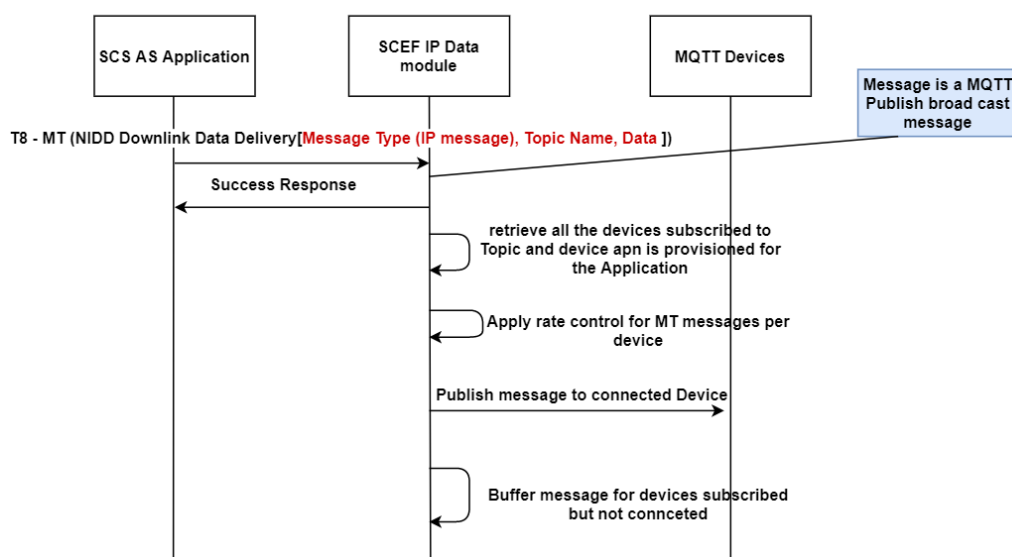 SCS AS Application
SCEF IP Data
module
MQTT Devices
Message is a MQTT
Publish broad cast
message
T8 - MT (NIDD Downlink Data Delivery[Message Type (IP message), Topic Name, Data ])
Success Response
retrieve all the devices subscribed to
Topic and device apn is provisioned for
the Application
Apply rate control for MT messages per
device
Publish message to connected Device
Buffer message for devices subscribed
but not connceted